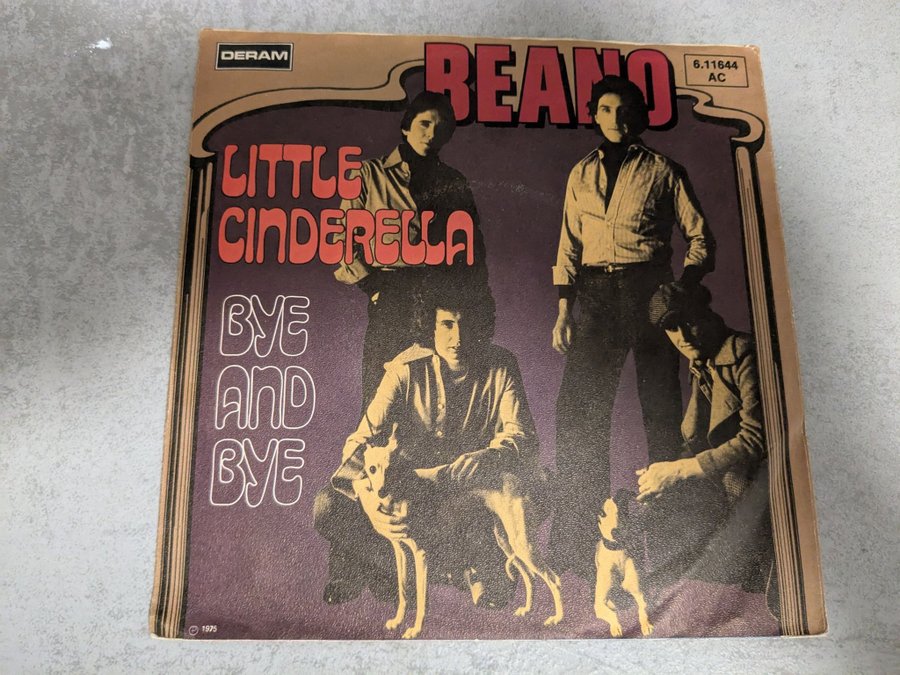 DERAM
BEANO
6.11644
AC
LITTLE
CINDERELLA
BYE
AND
BYE
℗ 1975